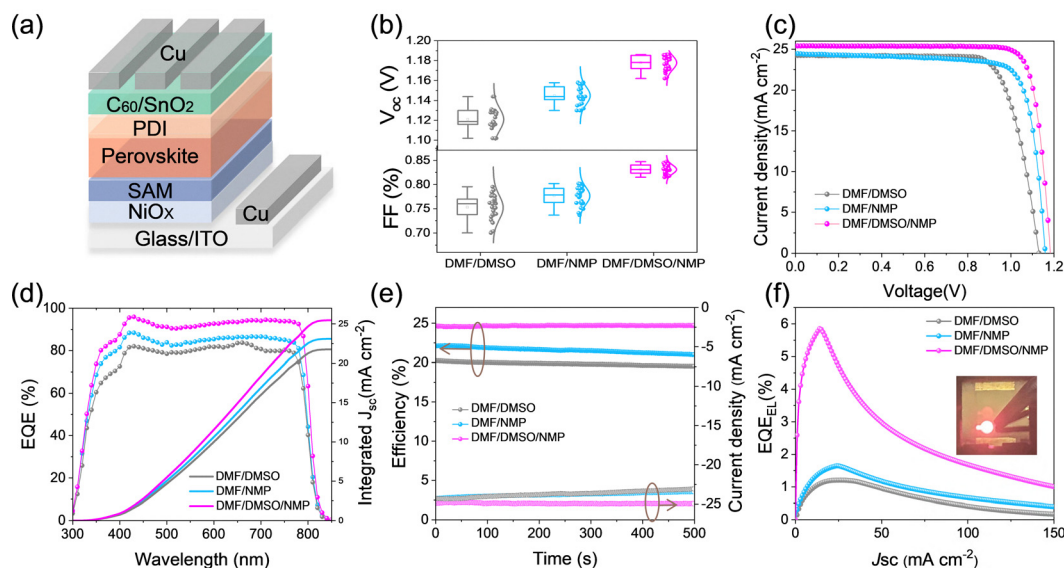 (a)
Cu
C60/SnO2
PDI
Perovskite
SAM
NiOx
Cu
Glass/ITO
(b)
1.20
1.18
1.16
1.14
1.12
1.10
Voc (V)
0.85
0.80
0.75
0.70
FF (%)
DMF/DMSO DMF/NMP DMF/DMSO/NMP
(c)
Current density(mA cm-2)
25
20
15
10
5
0
DMF/DMSO
DMF/NMP
DMF/DMSO/NMP
0.0 0.2 0.4 0.6 0.8 1.0 1.2
Voltage(V)
(d)
EQE (%)
100
80
60
40
20
0
25
20
15
10
5
0
Integrated Jsc(mA cm-2)
DMF/DMSO
DMF/NMP
DMF/DMSO/NMP
300 400 500 600 700 800
Wavelength (nm)
(e)
Efficiency (%)
25
20
15
10
5
0
0
-5
-10
-15
-20
-25
Current density (mA cm-2)
DMF/DMSO
DMF/NMP
DMF/DMSO/NMP
0 100 200 300 400 500
Time (s)
(f)
EQEEL(%)
6
5
4
3
2
1
0
DMF/DMSO
DMF/NMP
DMF/DMSO/NMP
0 50 100 150
Jsc (mA cm-2)